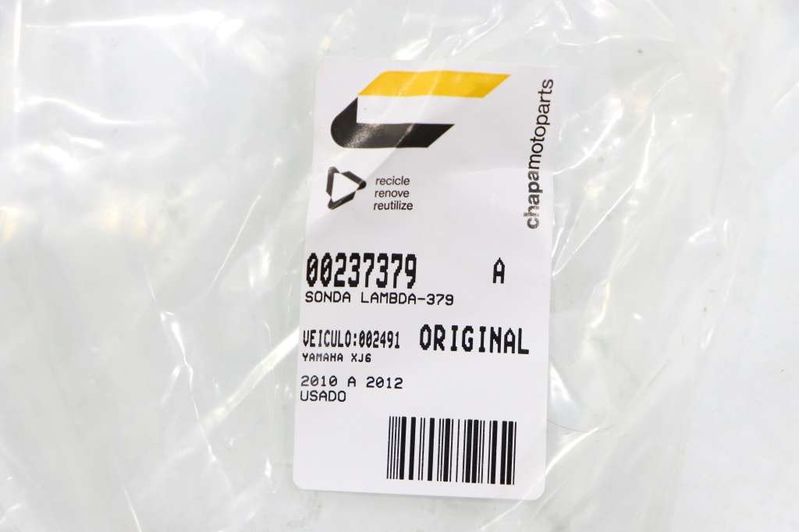 chapamotoparts
recicle
renove
reutilize
00237379 A
SONDA LAMBDA-379
VEICULO:002491 ORIGINAL
YAMAHA XJ6
2010 A 2012
USADO